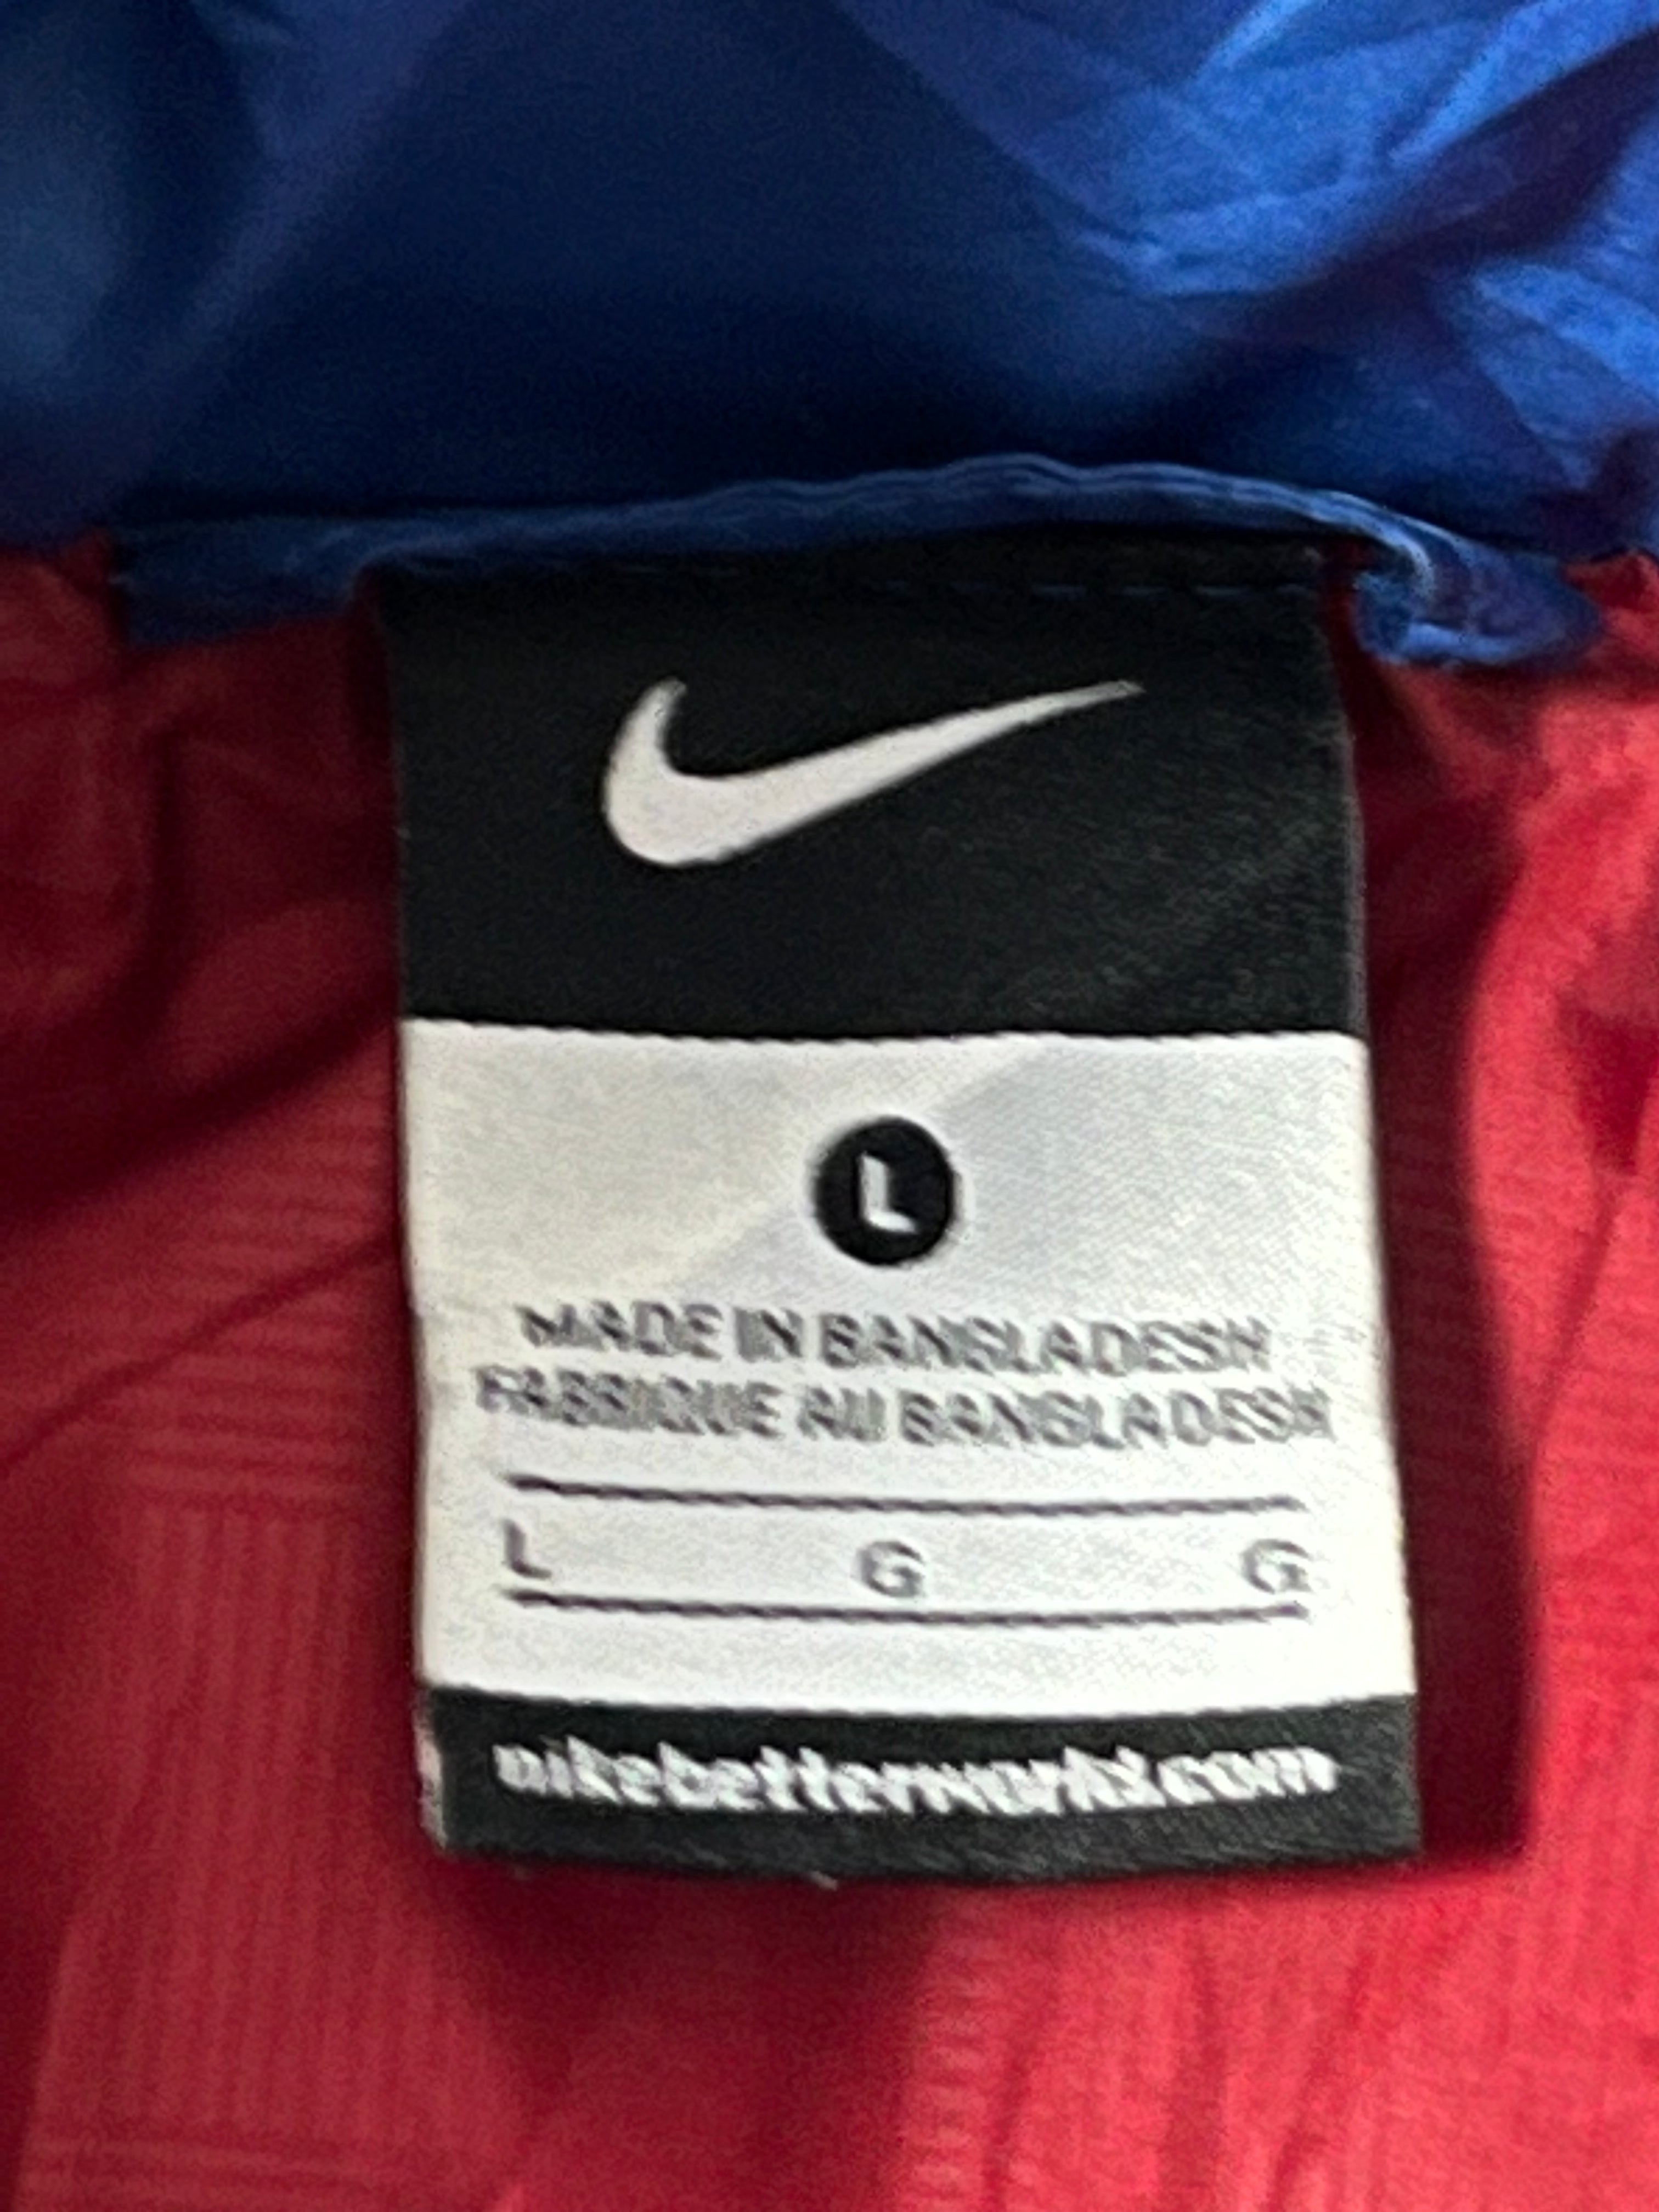 L
MADE IN BANGLADESH
FABRIQUE AU BANGLADESH
L G G
nikebetterworld.com